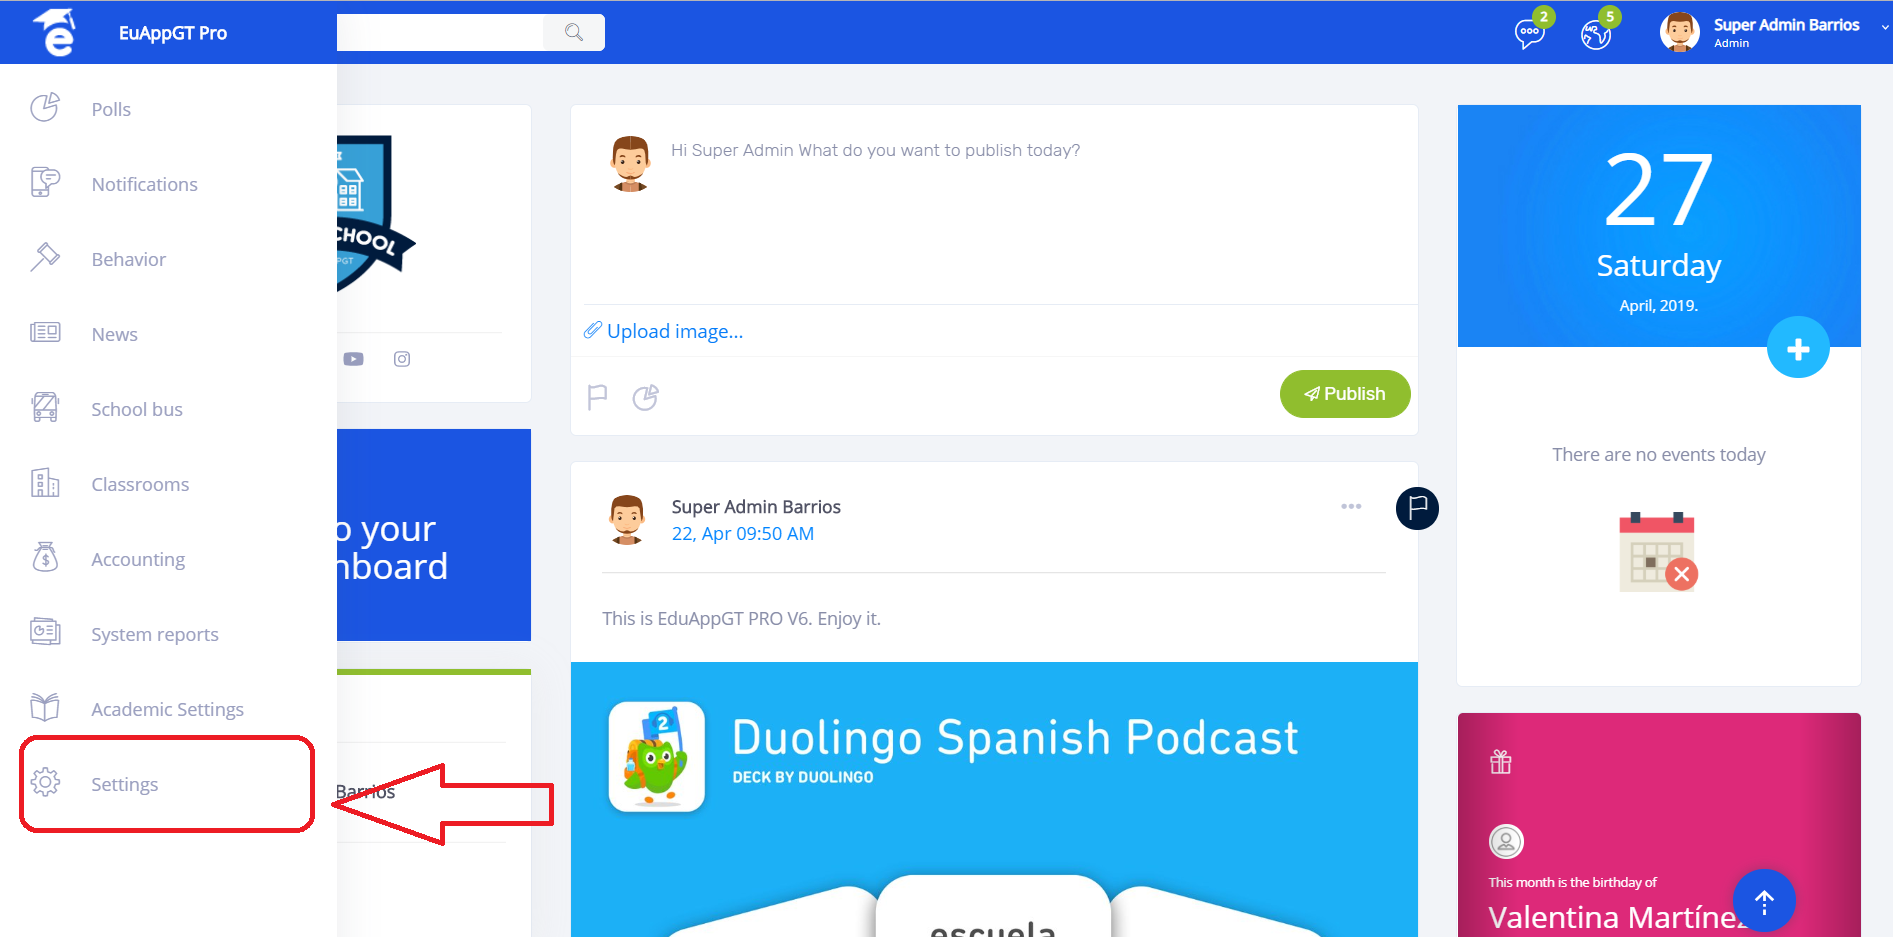 EuAppGT Pro
2
5
Super Admin Barrios
Admin
Polls
Notifications
Behavior
News
School bus
Classrooms
Accounting
System reports
Academic Settings
Settings
CHOOL
PGT
o your
nboard
Barrios
Hi Super Admin What do you want to publish today?
Upload image...
Publish
Super Admin Barrios
22, Apr 09:50 AM
This is EduAppGT PRO V6. Enjoy it.
2
Duolingo Spanish Podcast
DECK BY DUOLINGO
escuela
27
Saturday
April, 2019.
There are no events today
This month is the birthday of
Valentina Martínez